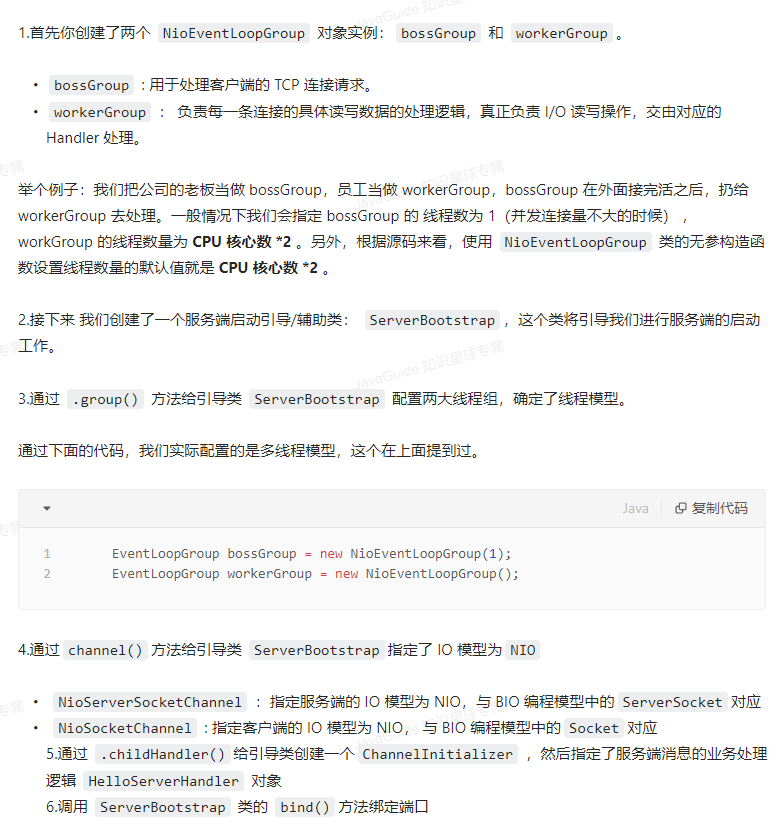 1.首先你创建了两个 NioEventLoopGroup 对象实例： bossGroup 和 workerGroup 。
• bossGroup : 用于处理客户端的 TCP 连接请求。
• workerGroup ： 负责每一条连接的具体读写数据的处理逻辑，真正负责 I/O 读写操作，交由对应的
Handler 处理。
举个例子：我们把公司的老板当做 bossGroup，员工当做 workerGroup，bossGroup 在外面接完活之后，扔给
workerGroup 去处理。一般情况下我们会指定 bossGroup 的 线程数为 1（并发连接量不大的时候） ，
workGroup 的线程数量为 CPU 核心数 *2 。另外，根据源码来看，使用 NioEventLoopGroup 类的无参构造函
数设置线程数量的默认值就是 CPU 核心数 *2 。
2.接下来 我们创建了一个服务端启动引导/辅助类： ServerBootstrap ，这个类将引导我们进行服务端的启动
工作。
3.通过 .group() 方法给引导类 ServerBootstrap 配置两大线程组，确定了线程模型。
通过下面的代码，我们实际配置的是多线程模型，这个在上面提到过。
Java 复制代码
1 EventLoopGroup bossGroup = new NioEventLoopGroup(1);
2 EventLoopGroup workerGroup = new NioEventLoopGroup();
4.通过 channel() 方法给引导类 ServerBootstrap 指定了 IO 模型为 NIO
• NioServerSocketChannel ：指定服务端的 IO 模型为 NIO，与 BIO 编程模型中的 ServerSocket 对应
• NioSocketChannel : 指定客户端的 IO 模型为 NIO， 与 BIO 编程模型中的 Socket 对应
5.通过 .childHandler() 给引导类创建一个 ChannelInitializer ，然后指定了服务端消息的业务处理
逻辑 HelloServerHandler 对象
6.调用 ServerBootstrap 类的 bind() 方法绑定端口
JavaGuide 知识星球专属